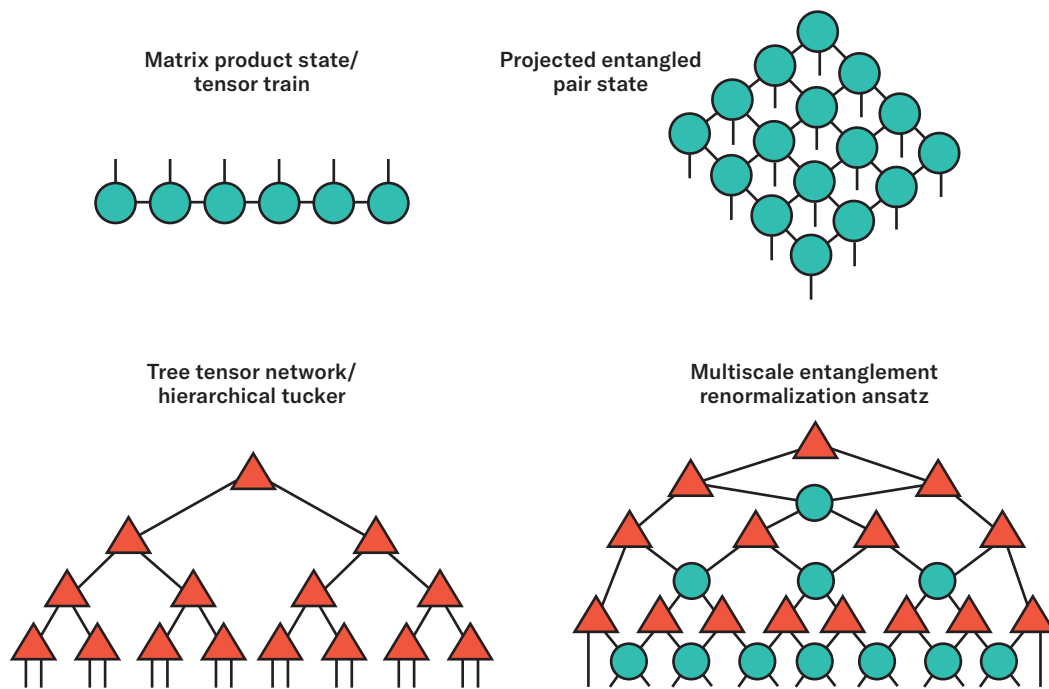 Matrix product state/
tensor train
Projected entangled
pair state
Tree tensor network/
hierarchical tucker
Multiscale entanglement
renormalization ansatz